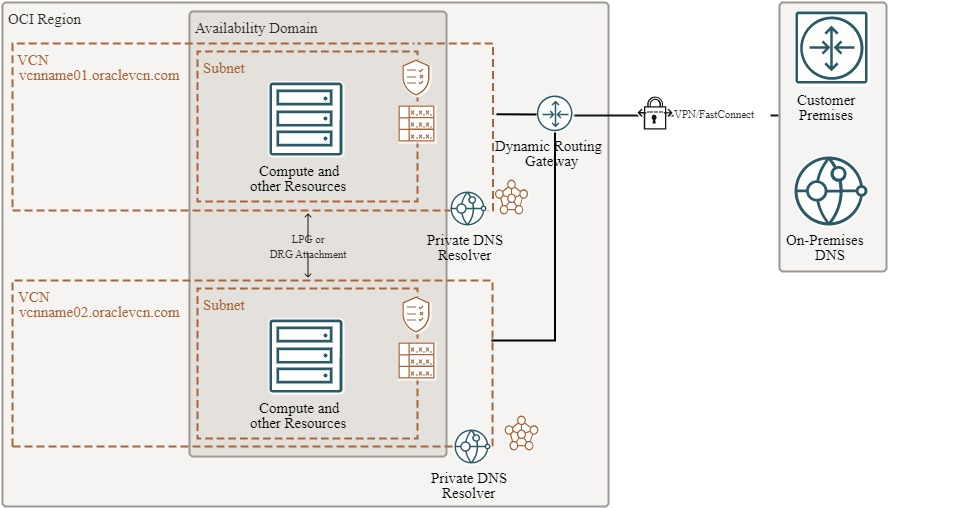 OCI Region
Availability Domain
VCN
vcnname01.oraclevcn.com
Subnet
Compute and
other Resources
Private DNS
Resolver
Dynamic Routing
Gateway
VPN/FastConnect
Customer
Premises
On-Premises
DNS
LPG or
DRG Attachment
VCN
vcnname02.oraclevcn.com
Subnet
Compute and
other Resources
Private DNS
Resolver